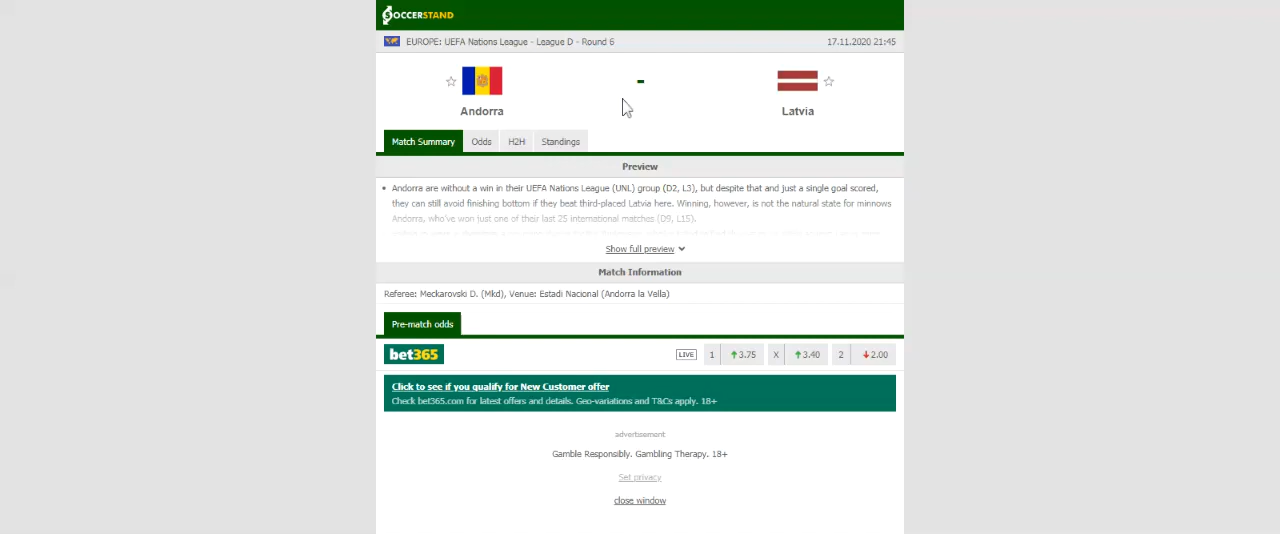 SOCCERSTAND
EUROPE: UEFA Nations League - League D - Round 6
17.11.2020 21:45
-
Andorra
Latvia
Match Summary
Odds
H2H
Standings
Preview
• Andorra are without a win in their UEFA Nations League (UNL) group (D2, L3), but despite that and just a single goal scored,
they can still avoid finishing bottom if they beat third-placed Latvia here. Winning, however, is not the natural state for minnows
Andorra, who've won just one of their last 25 international matches (D9, L15).
Show full preview
Match Information
Referee: Meckarovski D. (Mkd), Venue: Estadi Nacional (Andorra la Vella)
Pre-match odds
bet365
LIVE
1 3.75
X 3.40
2 2.00
Click to see if you qualify for New Customer offer
Check bet365.com for latest offers and details. Geo-variations and T&Cs apply. 18+
advertisement
Gamble Responsibly. Gambling Therapy. 18+
Set privacy
close window